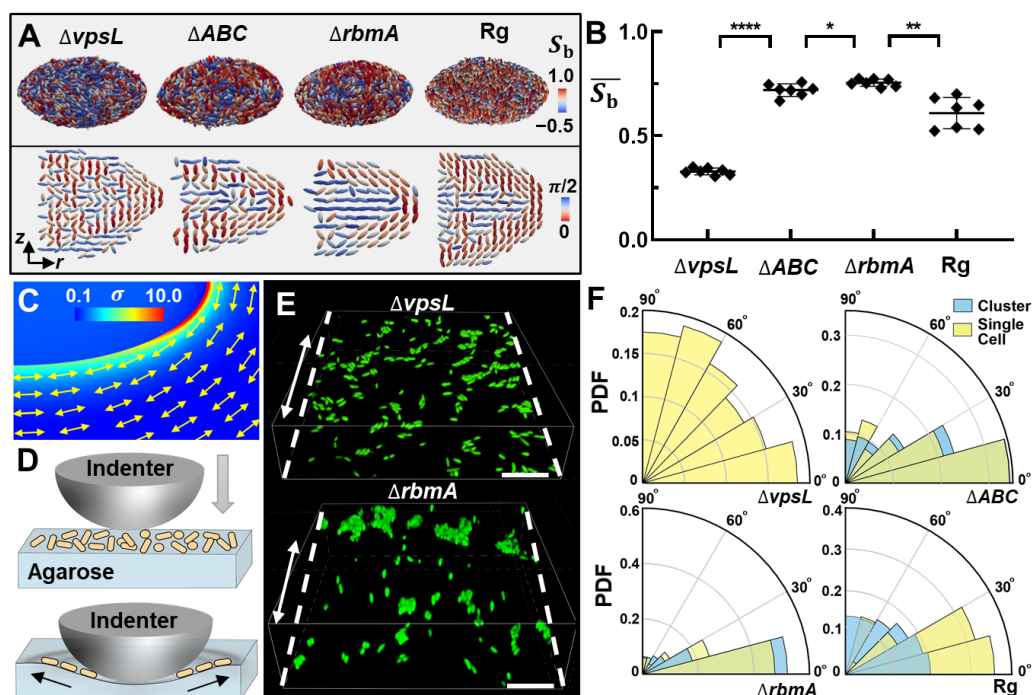 A
ΔvpsL ΔABC ΔrbmA Rg
S_b
1.0
−0.5
π/2
0
z
r
B
**** * **
S̅_b̅
1.0
0.5
0.0
ΔvpsL ΔABC ΔrbmA Rg
C
0.1 σ 10.0
D
Indenter
Agarose
Indenter
E
ΔvpsL
ΔrbmA
F
Cluster
Single
Cell
90°
60°
30°
0°
0.2
0.15
0.1
0.05
0
PDF
ΔvpsL
90°
60°
30°
0°
0.3
0.2
0.1
0
ΔABC
90°
60°
30°
0°
0.6
0.4
0.2
0
PDF
ΔrbmA
90°
60°
30°
0°
0.4
0.3
0.2
0.1
0
Rg